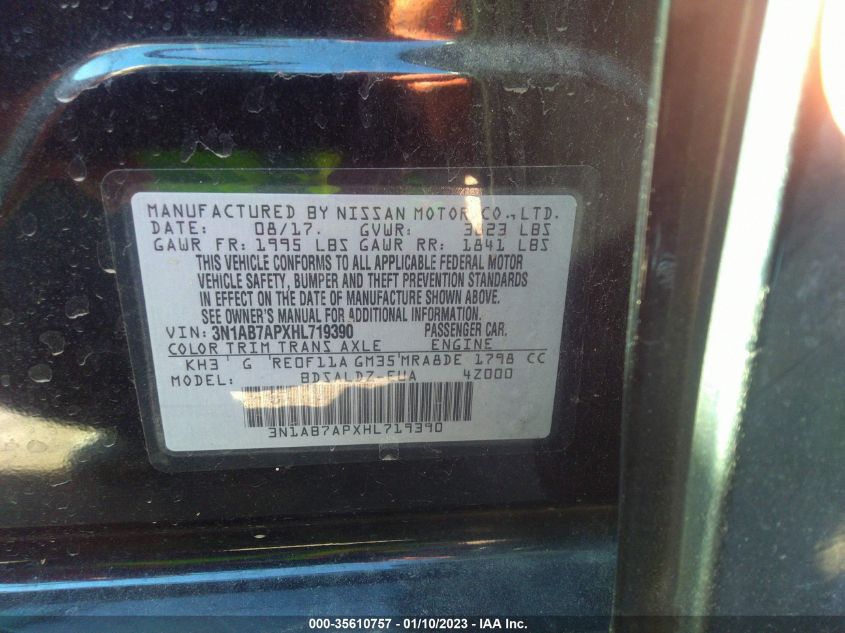 MANUFACTURED BY NISSAN MOTOR CO.,LTD.
DATE: 08/17. GVWR: 3823 LBS
GAWR FR: 1995 LBS GAWR RR: 1841 LBS
THIS VEHICLE CONFORMS TO ALL APPLICABLE FEDERAL MOTOR
VEHICLE SAFETY, BUMPER AND THEFT PREVENTION STANDARDS
IN EFFECT ON THE DATE OF MANUFACTURE SHOWN ABOVE.
SEE OWNER'S MANUAL FOR ADDITIONAL INFORMATION.
VIN: 3N1AB7APXHL719390 PASSENGER CAR.
COLOR TRIM TRANS AXLE ENGINE
KH3 G RE0F11A GM35 MRA8DE 1798 CC
MODEL: 4Z000
3N1AB7APXHL719390
000-35610757 - 01/10/2023 - IAA Inc.